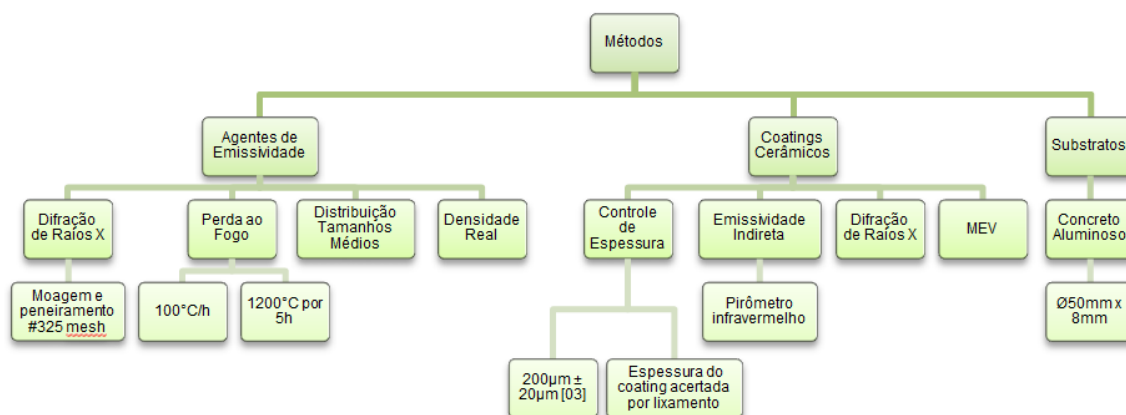 Métodos
Agentes de
Emissividade
Coatings
Cerâmicos
Substratos
Difração
de Raíos X
Perda ao
Fogo
Distribuição
Tamanhos
Médios
Densidade
Real
Controle
de
Espessura
Emissividade
Indireta
Difração
de Raíos X
MEV
Concreto
Aluminoso
Moagem e
peneiramento
#325 mesh
100°C/h
1200°C por
5h
Pirômetro
infravermelho
Ø50mm x
8mm
200µm ±
20µm [03]
Espessura do
coating acertada
por lixamento